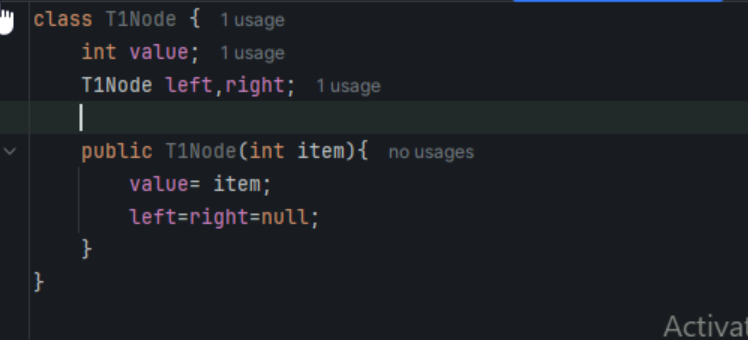 class T1Node {   1 usage
    int value;   1 usage
    T1Node left,right;   1 usage

    public T1Node(int item){   no usages
        value= item;
        left=right=null;
    }
}
Activat